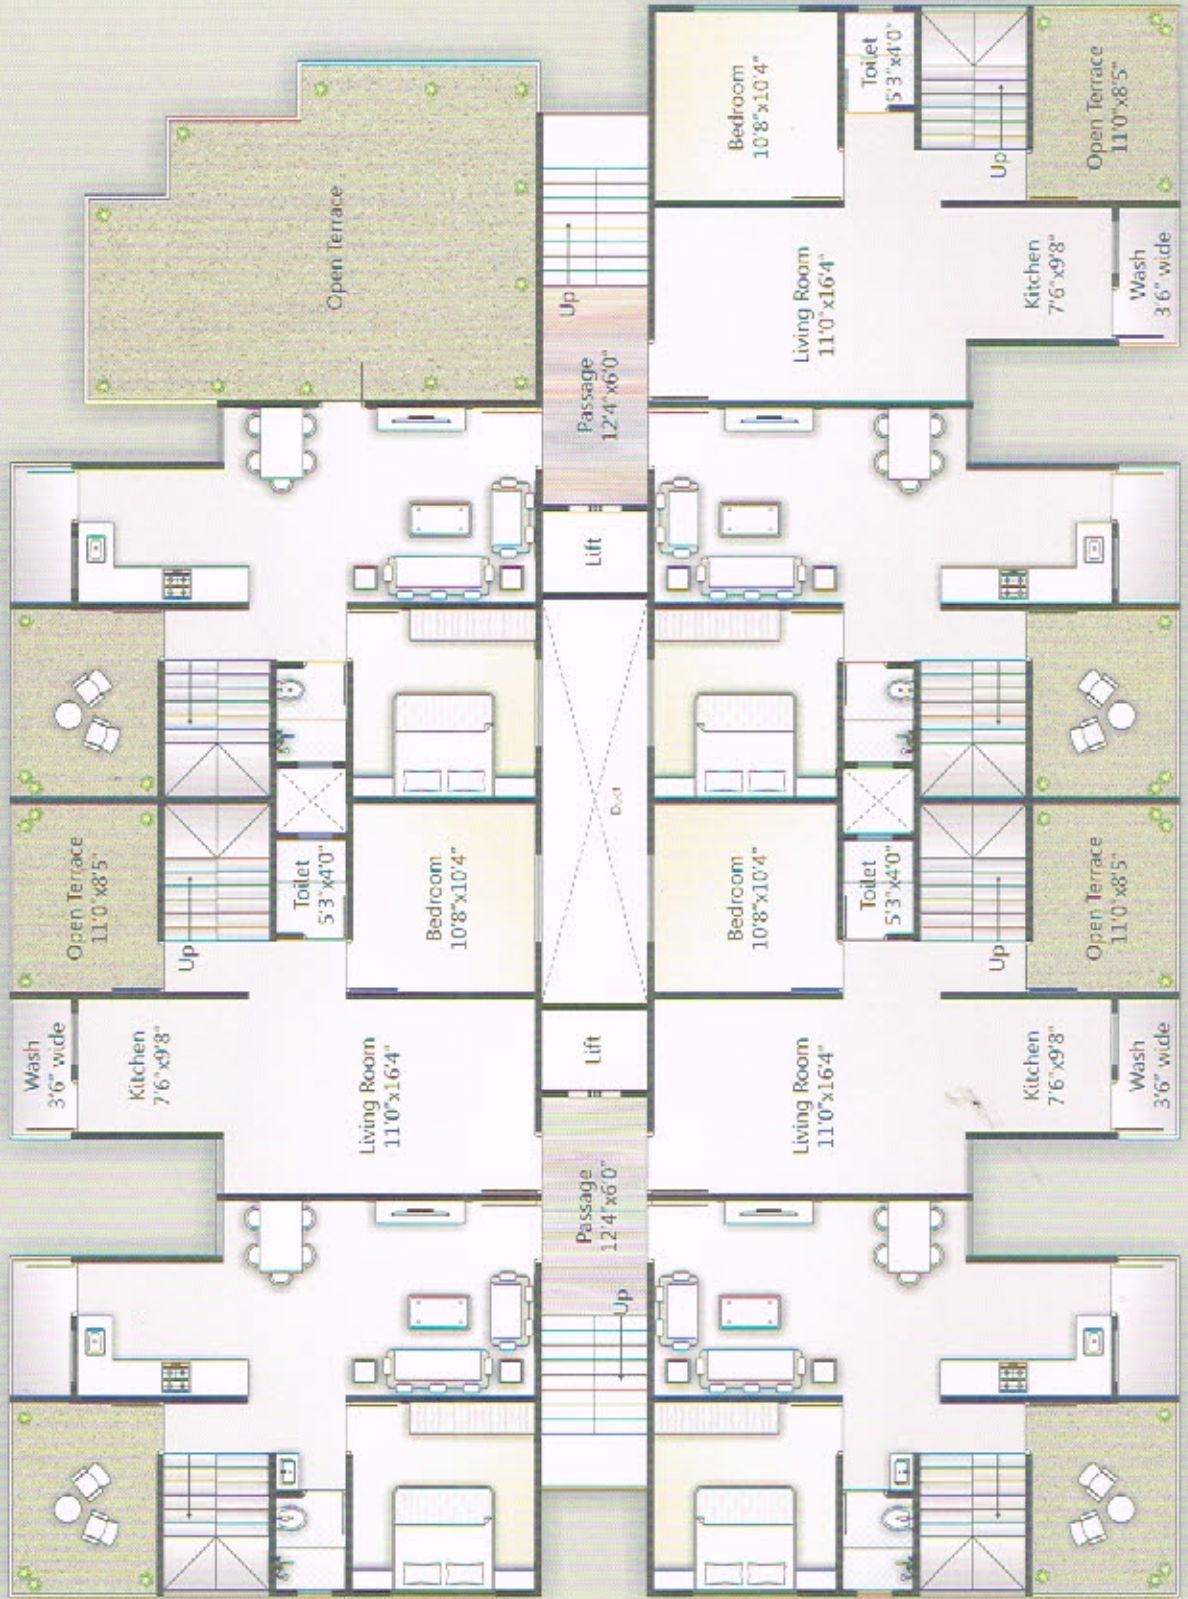 Bedroom
10'8"x10'4"
Toilet
5'3"x4'0"
Up
Open Terrace
11'0"x8'5"
Open Terrace
Up
Passage
12'4"x6'0"
Living Room
11'0"x16'4"
Kitchen
7'6"x9'8"
Wash
3'6" wide
Lift
Duct
Open Terrace
11'0"x8'5"
Up
Toilet
5'3"x4'0"
Bedroom
10'8"x10'4"
Bedroom
10'8"x10'4"
Toilet
5'3"x4'0"
Up
Open Terrace
11'0"x8'5"
Wash
3'6" wide
Kitchen
7'6"x9'8"
Living Room
11'0"x16'4"
Lift
Living Room
11'0"x16'4"
Kitchen
7'6"x9'8"
Wash
3'6" wide
Passage
12'4"x6'0"
Up